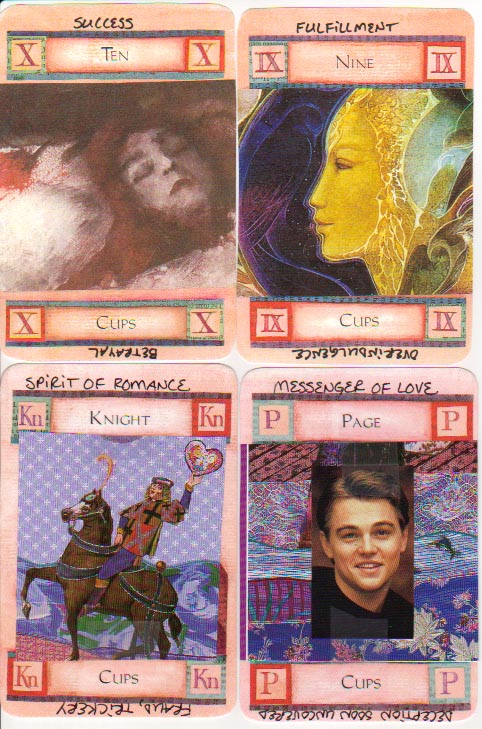 SUCCESS
X TEN X
X CUPS X
BETRAYAL
FULFILLMENT
IX NINE IX
IX CUPS IX
OVERINDULGENCE
SPIRIT OF ROMANCE
Kn KNIGHT Kn
Kn CUPS Kn
FRAUD, TRICKERY
MESSENGER OF LOVE
P PAGE P
P CUPS P
DECEPTION SOON UNCOVERED